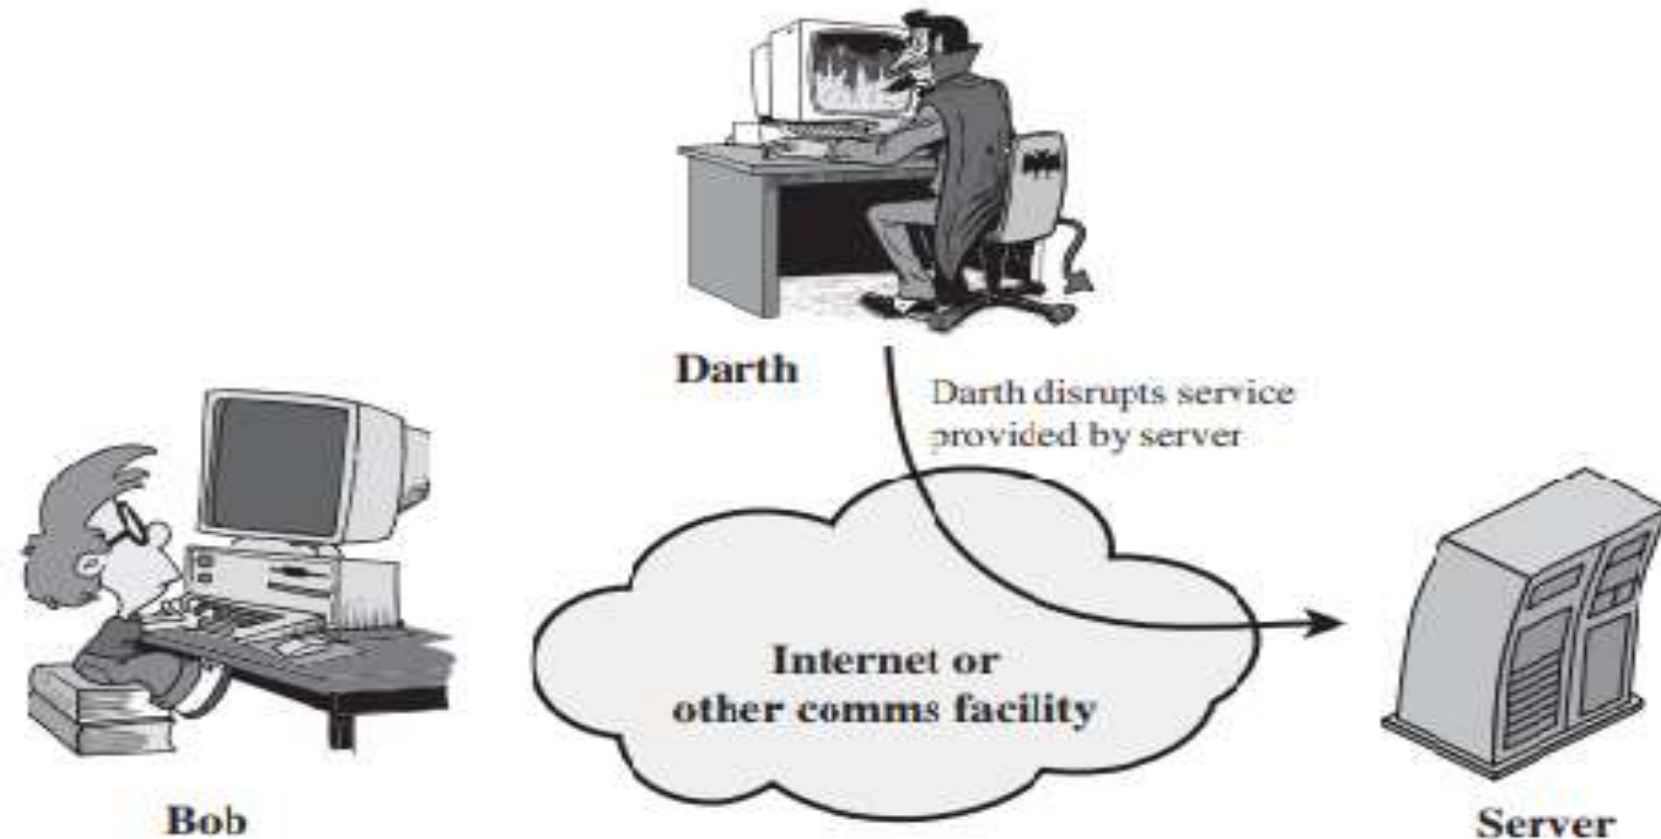 Darth
Darth disrupts service
provided by server
Internet or
other comms facility
Bob
Server